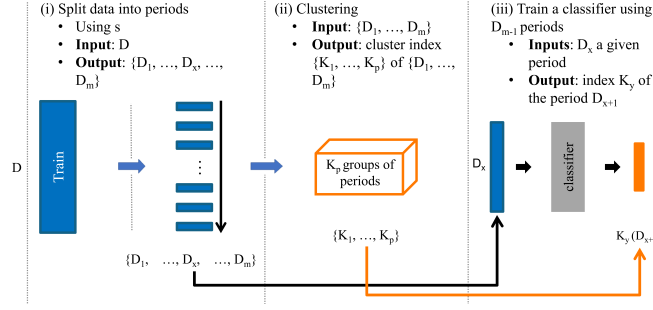 (i) Split data into periods
• Using s
• Input: D
• Output: {D1, …, Dx, …,
Dm}
(ii) Clustering
• Input: {D1, …, Dm}
• Output: cluster index
{K1, …, Kp} of {D1, …,
Dm}
(iii) Train a classifier using
Dm-1 periods
• Inputs: Dx a given
period
• Output: index Ky of
the period Dx+1
D
Train
⋮
Kp groups of
periods
Dx
classifier
{D1, …, Dx, …, Dm}
{K1, …, Kp}
Ky (Dx+